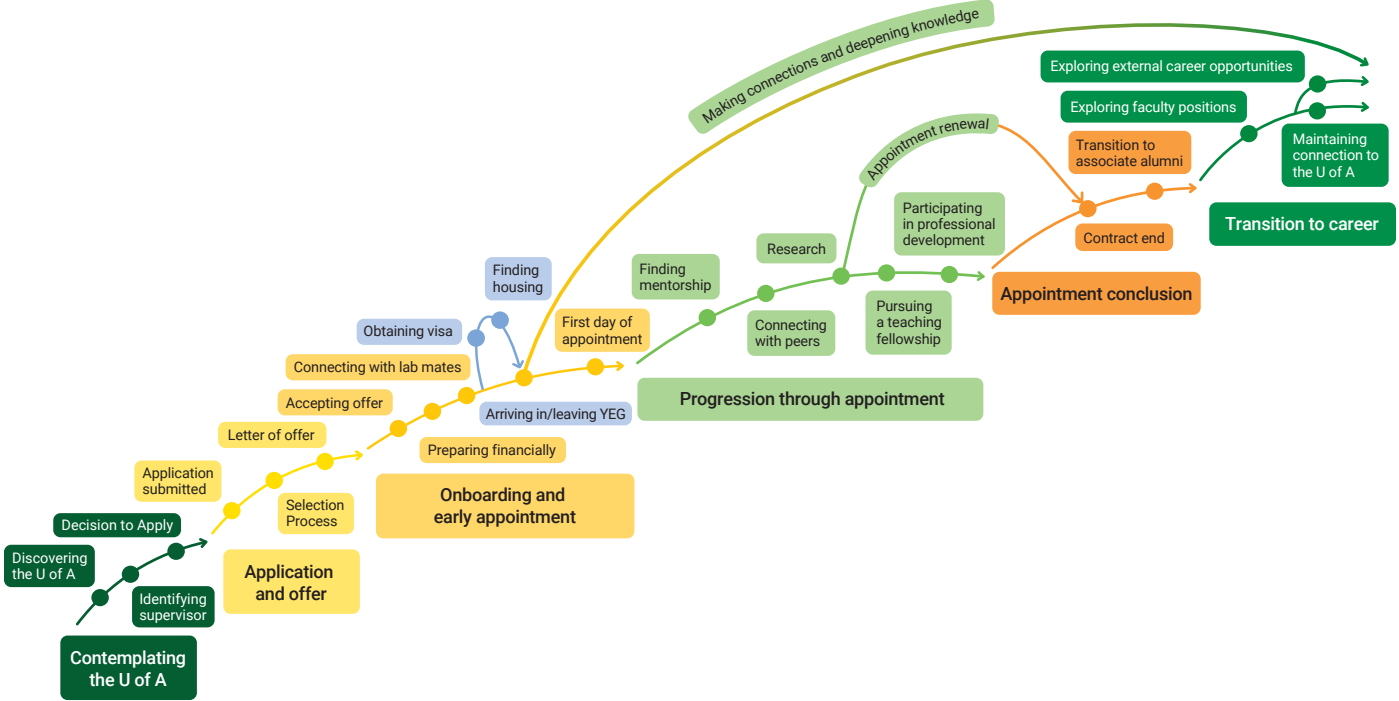 Discovering
the U of A
Identifying
supervisor
Decision to Apply
Contemplating
the U of A
Application
submitted
Selection
Process
Letter of offer
Application
and offer
Accepting offer
Preparing financially
Connecting with lab mates
Obtaining visa
Finding
housing
Arriving in/leaving YEG
First day of
appointment
Onboarding and
early appointment
Making connections and deepening knowledge
Finding
mentorship
Connecting
with peers
Research
Appointment renewal
Pursuing
a teaching
fellowship
Participating
in professional
development
Progression through appointment
Contract end
Transition to
associate alumni
Appointment conclusion
Exploring faculty positions
Exploring external career opportunities
Maintaining
connection to
the U of A
Transition to career